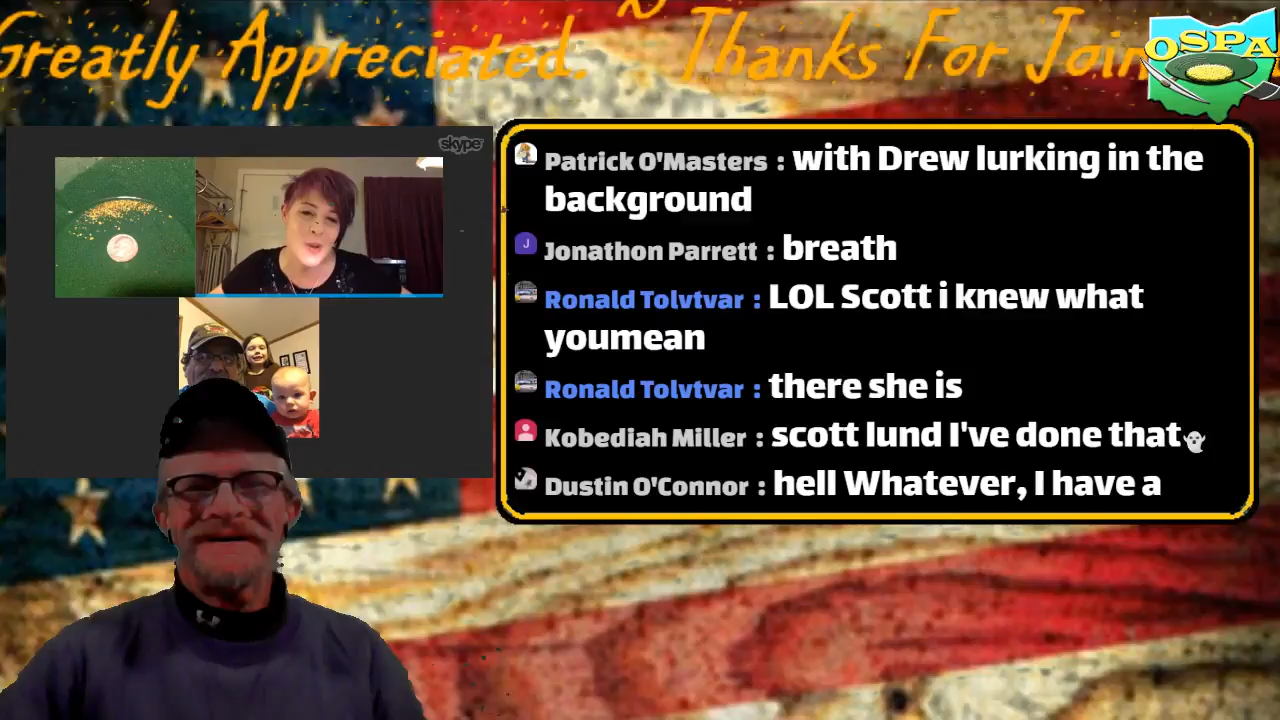 Greatly Appreciated. ~ Thanks For Join
OSPA
skype
Patrick O'Masters : with Drew lurking in the
background
J Jonathon Parrett : breath
Ronald Tolvtvar : LOL Scott i knew what
youmean
Ronald Tolvtvar : there she is
Kobediah Miller : scott lund I've done that👻
Dustin O'Connor : hell Whatever, I have a